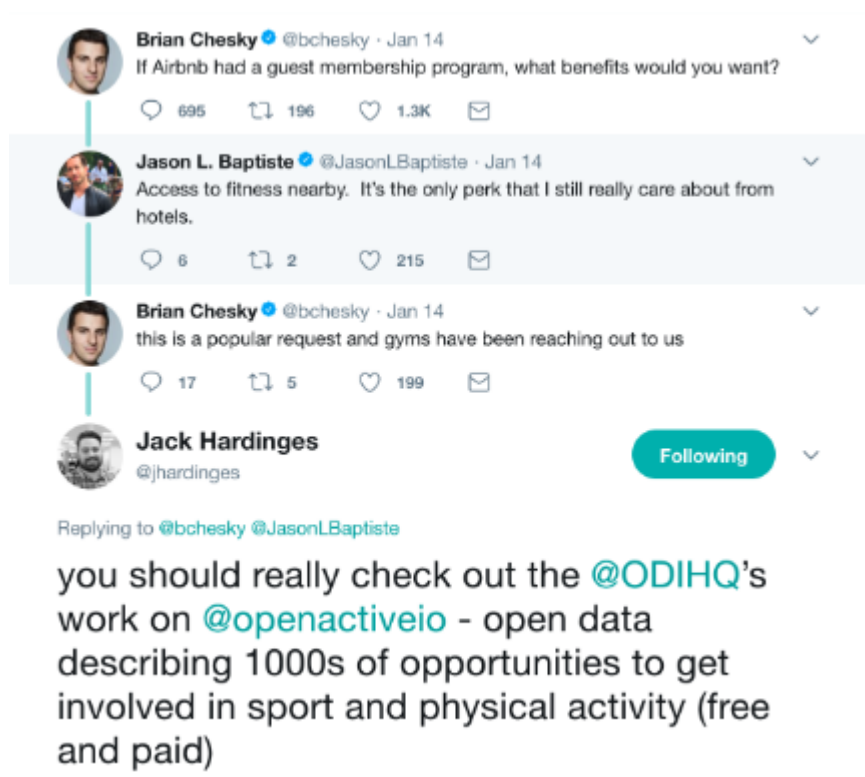 Brian Chesky @bchesky · Jan 14
If Airbnb had a guest membership program, what benefits would you want?
695 196 1.3K
Jason L. Baptiste @JasonLBaptiste · Jan 14
Access to fitness nearby. It's the only perk that I still really care about from
hotels.
6 2 215
Brian Chesky @bchesky · Jan 14
this is a popular request and gyms have been reaching out to us
17 5 199
Jack Hardinges
Following
@jhardinges
Replying to @bchesky @JasonLBaptiste
you should really check out the @ODIHQ's
work on @openactiveio - open data
describing 1000s of opportunities to get
involved in sport and physical activity (free
and paid)